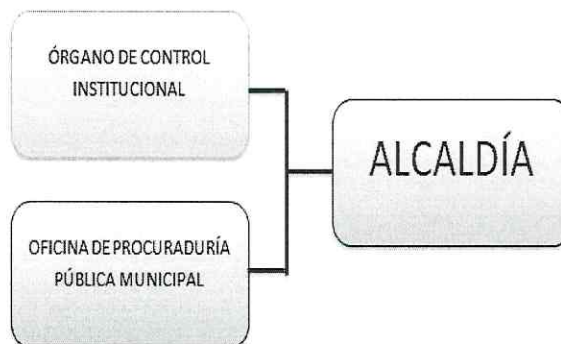 ÓRGANO DE CONTROL
INSTITUCIONAL
ALCALDÍA
OFICINA DE PROCURADURÍA
PÚBLICA MUNICIPAL